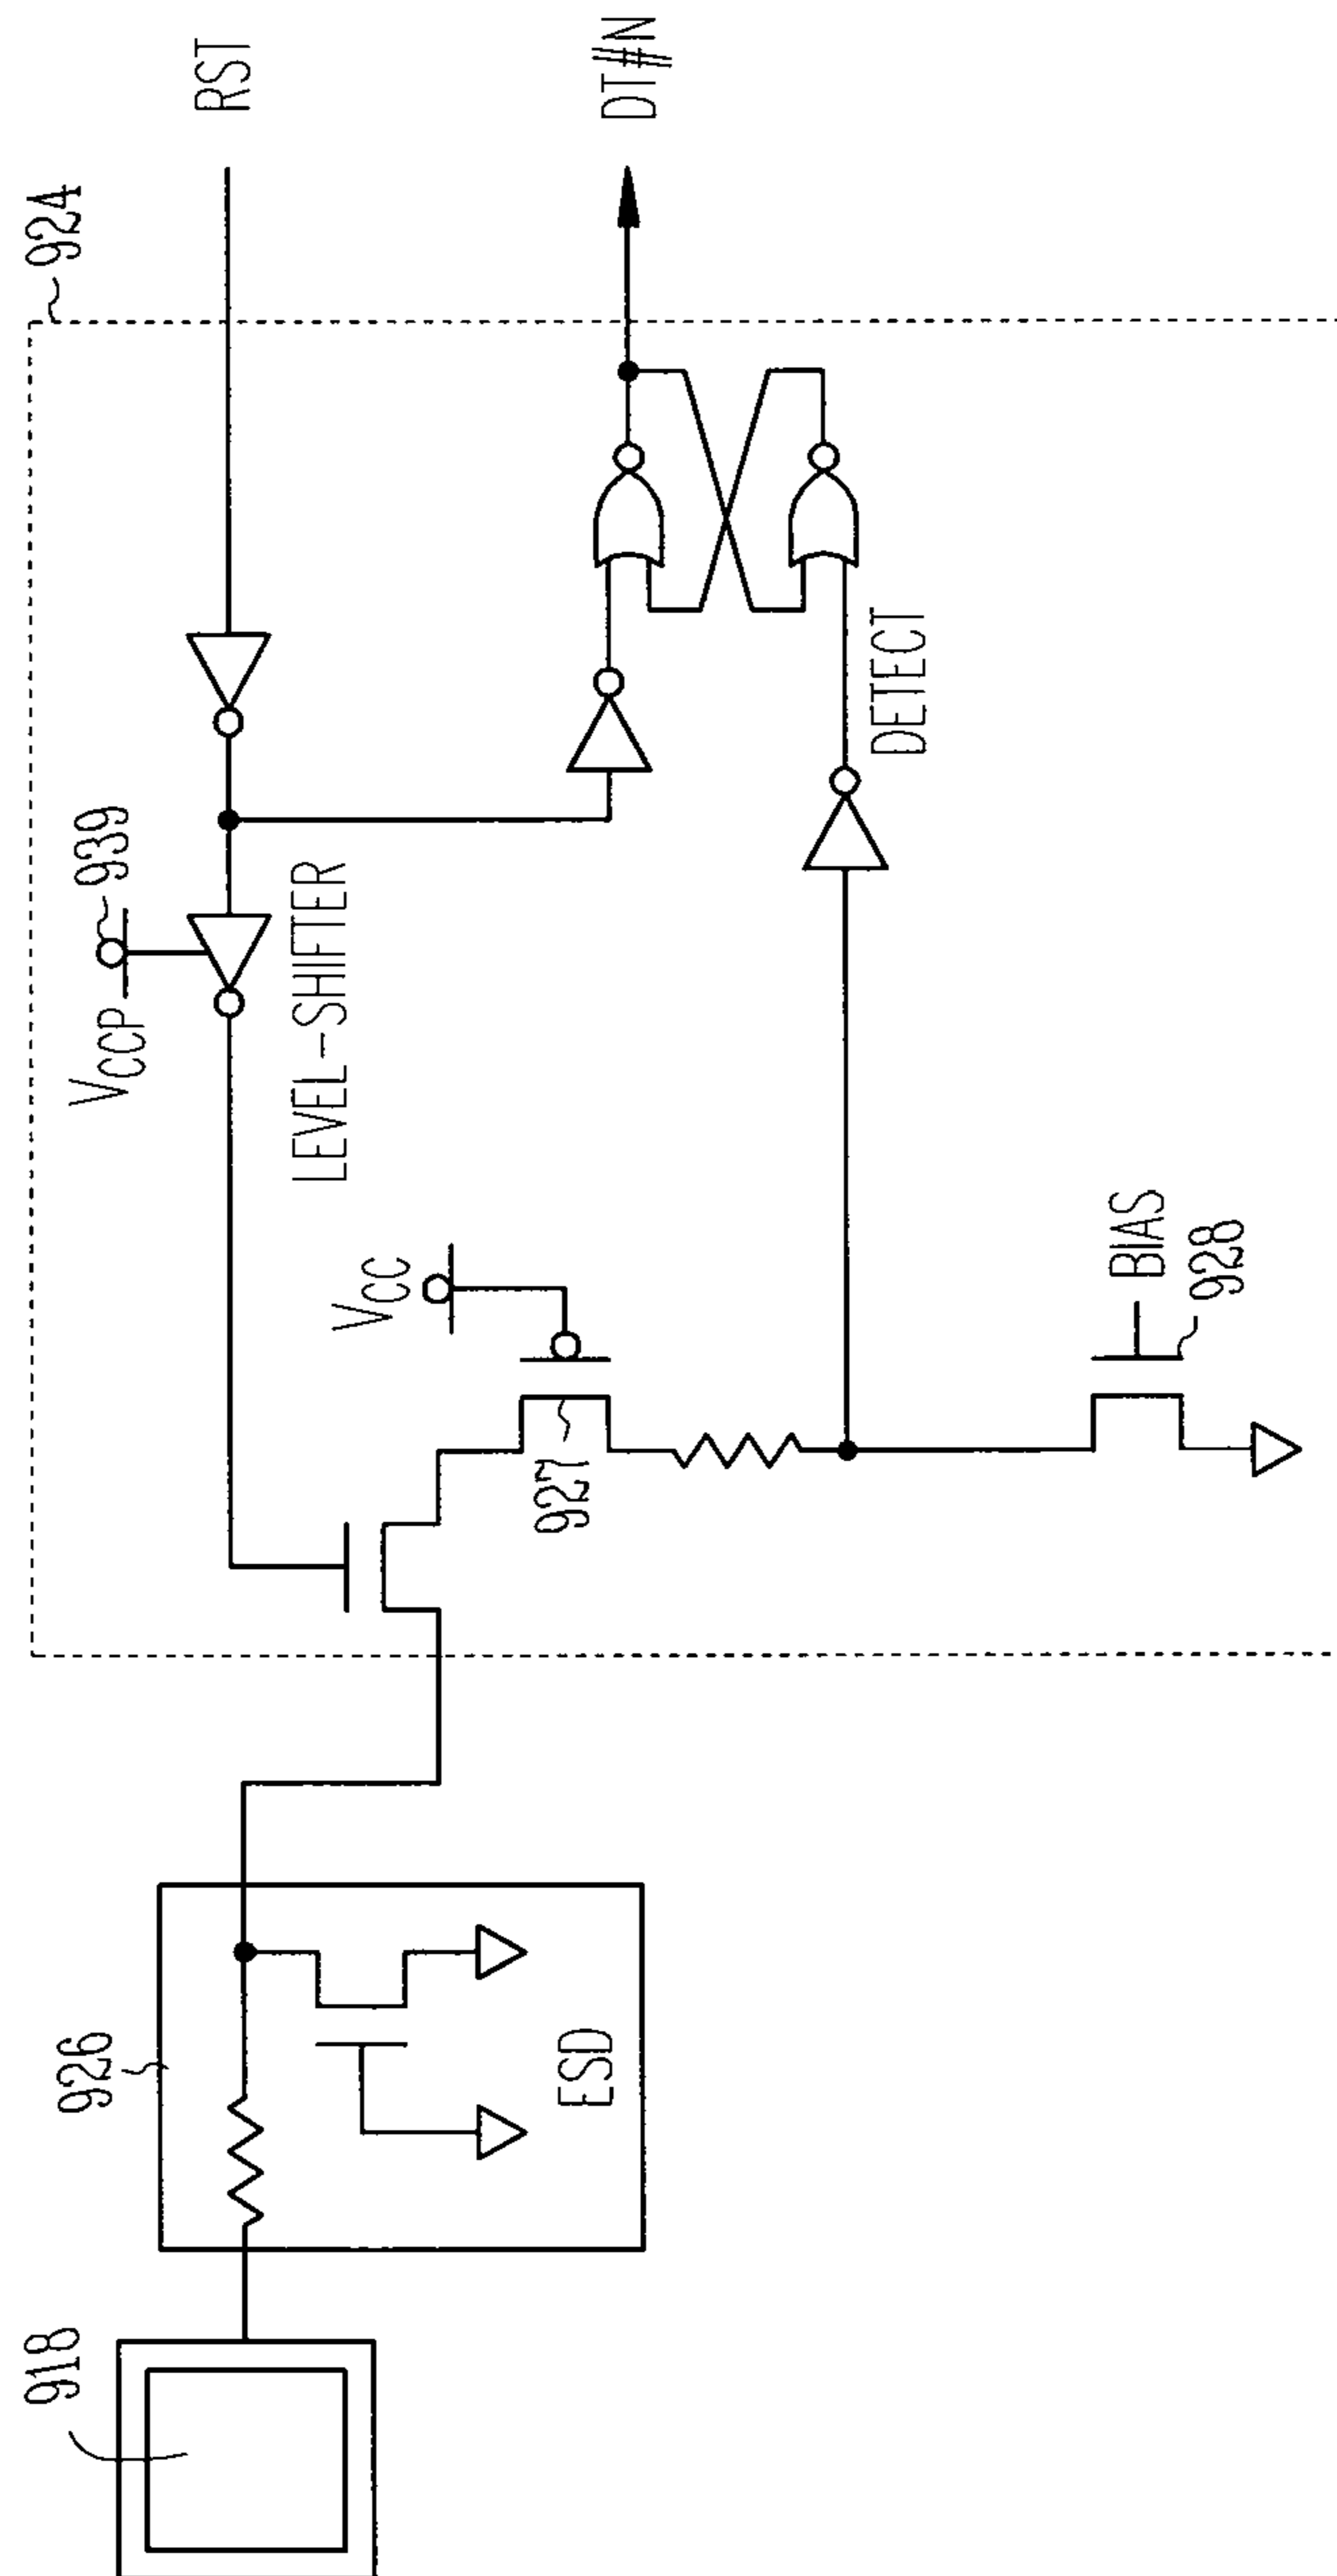 918
926
ESD
924
V_CCP
939
RST
LEVEL-SHIFTER
V_CC
927
DT#N
DETECT
BIAS
928